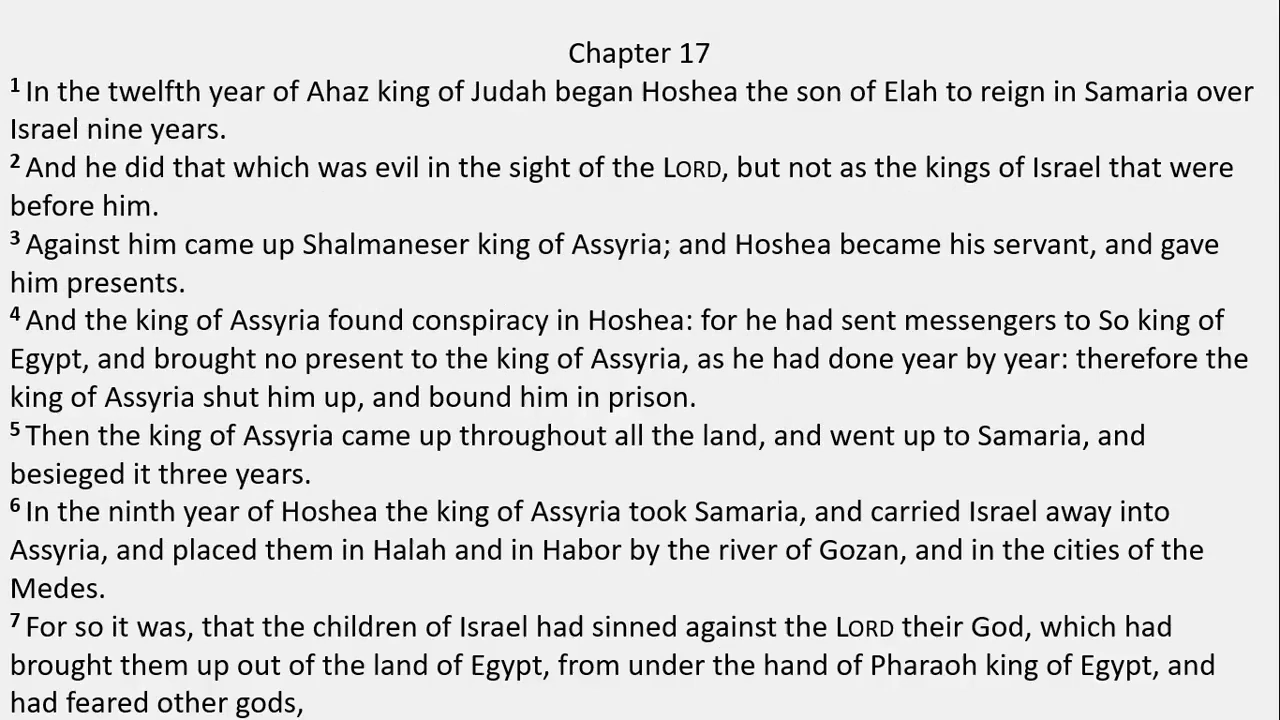 Chapter 17
1 In the twelfth year of Ahaz king of Judah began Hoshea the son of Elah to reign in Samaria over
Israel nine years.
2 And he did that which was evil in the sight of the LORD, but not as the kings of Israel that were
before him.
3 Against him came up Shalmaneser king of Assyria; and Hoshea became his servant, and gave
him presents.
4 And the king of Assyria found conspiracy in Hoshea: for he had sent messengers to So king of
Egypt, and brought no present to the king of Assyria, as he had done year by year: therefore the
king of Assyria shut him up, and bound him in prison.
5 Then the king of Assyria came up throughout all the land, and went up to Samaria, and
besieged it three years.
6 In the ninth year of Hoshea the king of Assyria took Samaria, and carried Israel away into
Assyria, and placed them in Halah and in Habor by the river of Gozan, and in the cities of the
Medes.
7 For so it was, that the children of Israel had sinned against the LORD their God, which had
brought them up out of the land of Egypt, from under the hand of Pharaoh king of Egypt, and
had feared other gods,